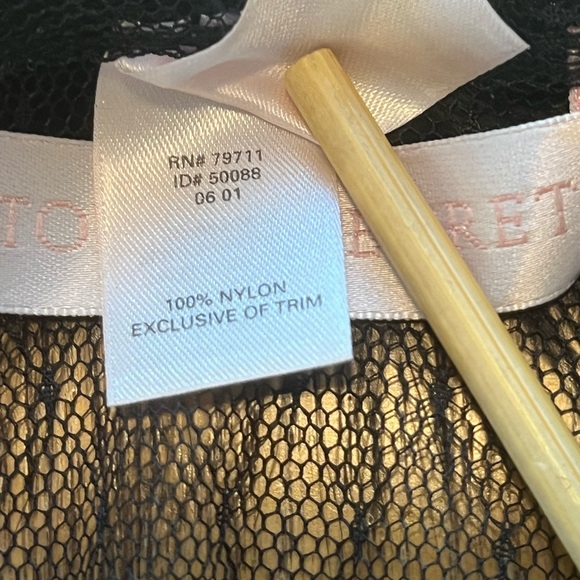 RN# 79711
ID# 50088
06 01
100% NYLON
EXCLUSIVE OF TRIM